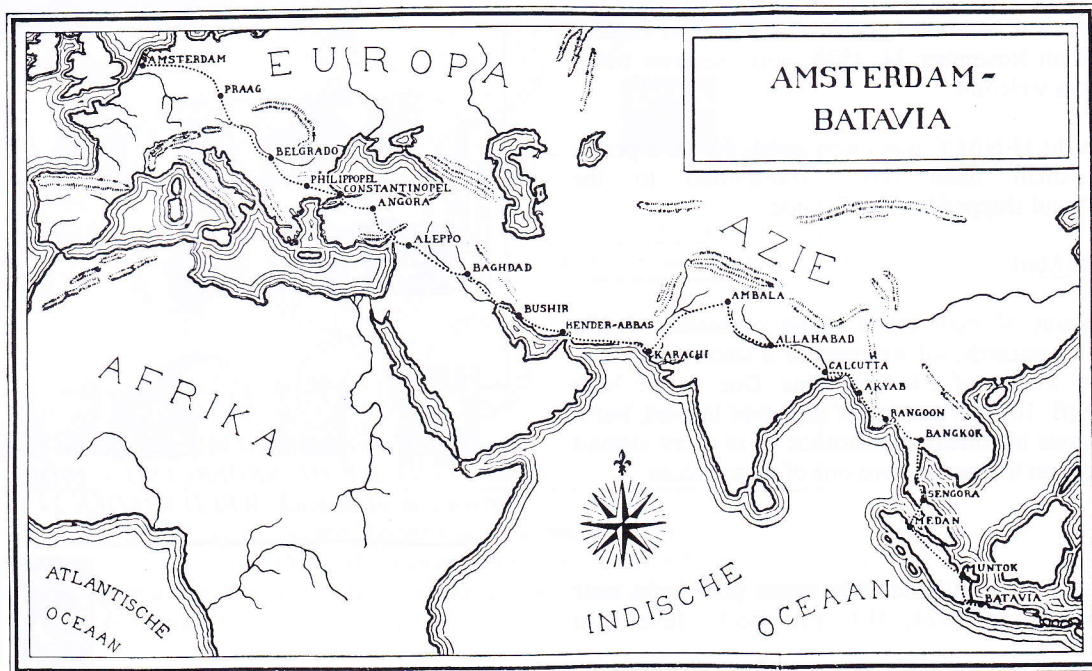 AMSTERDAM-
BATAVIA
EUROPA
AZIE
AFRIKA
ATLANTISCHE
OCEAAN
INDISCHE
OCEAAN
AMSTERDAM
PRAAG
BELGRADO
PHILIPPOPEL
CONSTANTINOPEL
ANGORA
ALEPPO
BAGHDAD
BUSHIR
BENDER-ABBAS
KARACHI
AMBALA
ALLAHABAD
CALCUTTA
AKYAB
RANGOON
BANGKOK
SENGORA
MEDAN
MUNTOK
BATAVIA